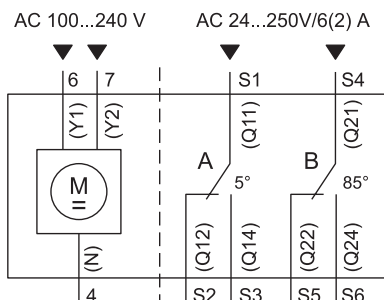 AC 100...240 V AC 24...250V/6(2) A
6 7 S1 S4
(Y1) (Y2) (Q11) (Q21)
A B
M
=
5° 85°
(N) (Q12) (Q14) (Q22) (Q24)
4 S2 S3 S5 S6